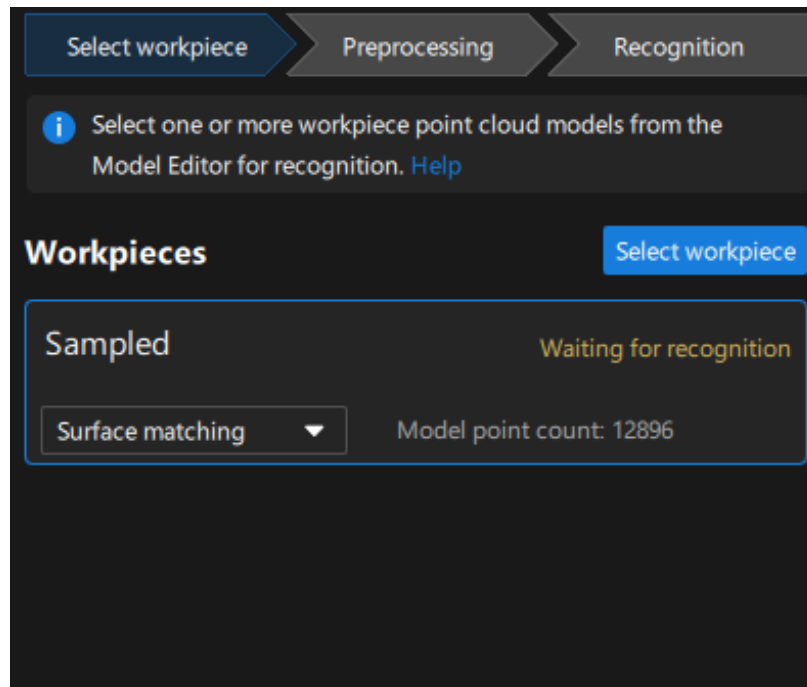 Select workpiece
Preprocessing
Recognition
Select one or more workpiece point cloud models from the
Model Editor for recognition. Help
Workpieces
Select workpiece
Sampled
Waiting for recognition
Surface matching
Model point count: 12896